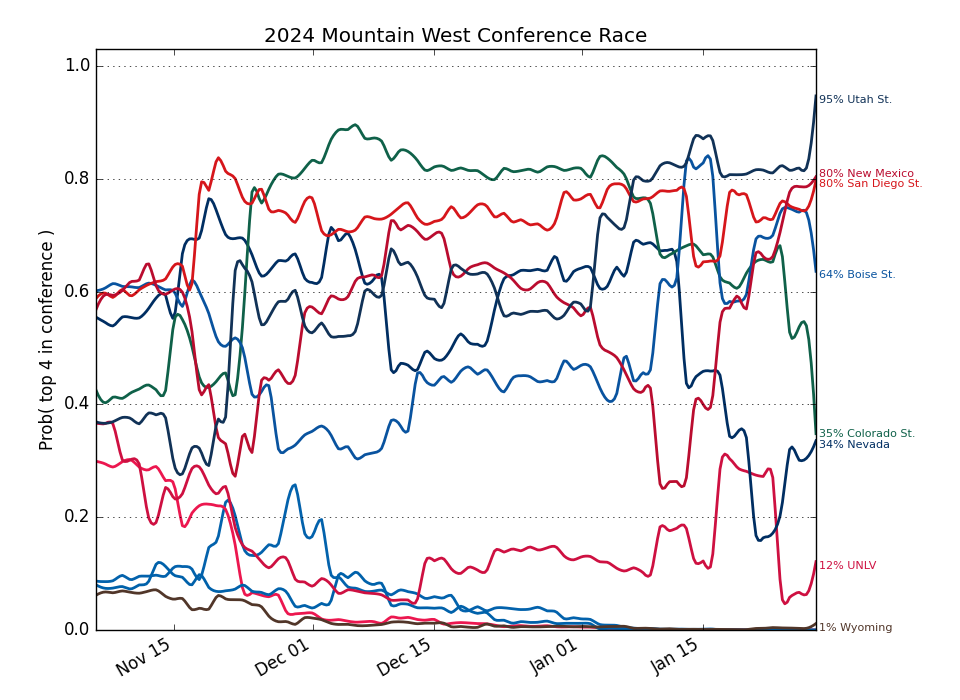 2024 Mountain West Conference Race
Prob( top 4 in conference )
1.0
0.8
0.6
0.4
0.2
0.0
Nov 15
Dec 01
Dec 15
Jan 01
Jan 15
95% Utah St.
80% New Mexico
80% San Diego St.
64% Boise St.
35% Colorado St.
34% Nevada
12% UNLV
1% Wyoming